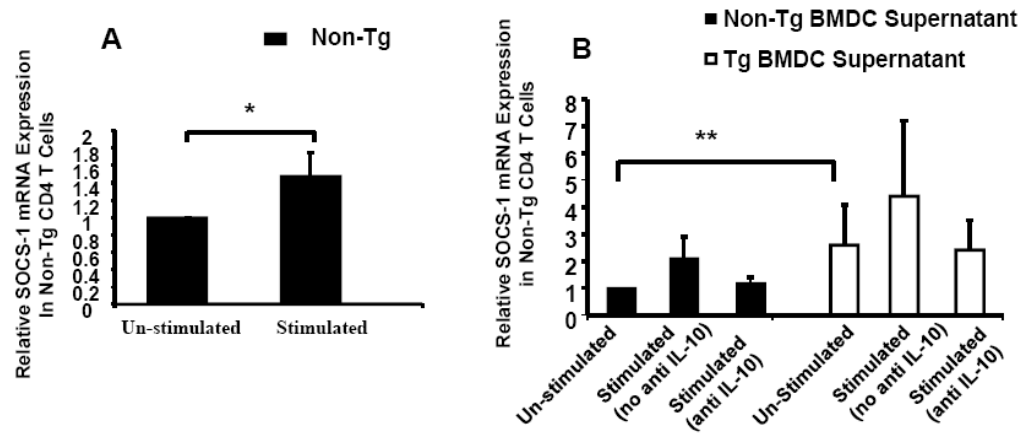 A
Non-Tg
Relative SOCS-1 mRNA Expression
In Non-Tg CD4 T Cells
2
1.8
1.6
1.4
1.2
1
0.8
0.6
0.4
0.2
0
*
Un-stimulated
Stimulated
B
Non-Tg BMDC Supernatant
Tg BMDC Supernatant
Relative SOCS-1 mRNA Expression
in Non-Tg CD4 T Cells
8
7
6
5
4
3
2
1
0
**
Un-stimulated
Stimulated
(no anti IL-10)
Stimulated
(anti IL-10)
Un-Stimulated
Stimulated
(no anti IL-10)
Stimulated
(anti IL-10)